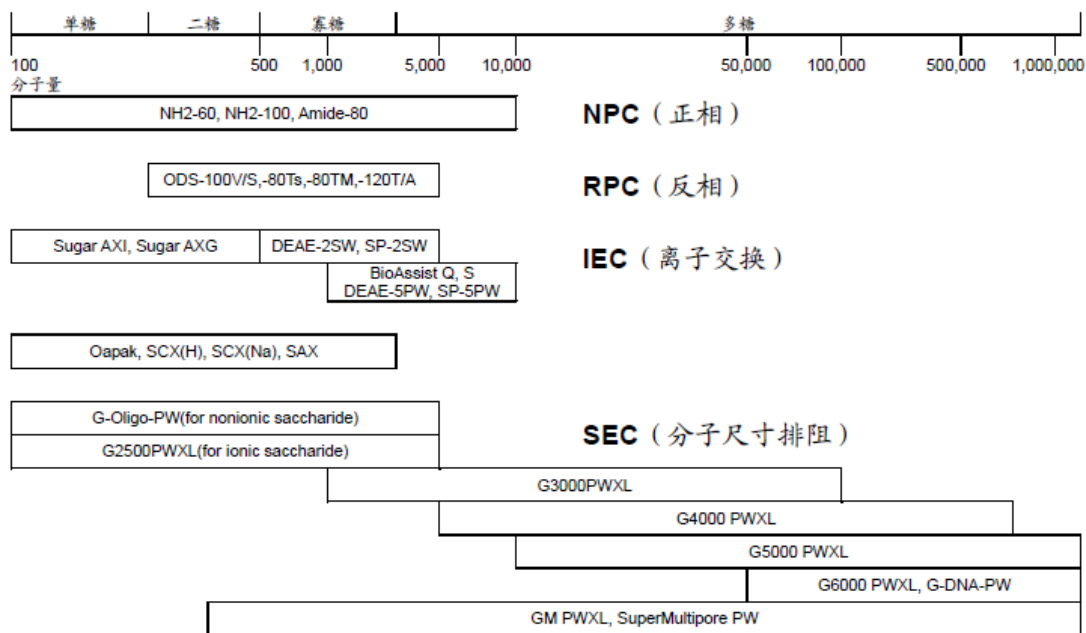 单糖 二糖 寡糖 多糖
100 500 1,000 5,000 10,000 50,000 100,000 500,000 1,000,000
分子量
NH2-60, NH2-100, Amide-80 NPC（正相）
ODS-100V/S,-80Ts,-80TM,-120T/A RPC（反相）
Sugar AXI, Sugar AXG DEAE-2SW, SP-2SW IEC（离子交换）
BioAssist Q, S
DEAE-5PW, SP-5PW
Oapak, SCX(H), SCX(Na), SAX
G-Oligo-PW(for nonionic saccharide) SEC（分子尺寸排阻）
G2500PWXL(for ionic saccharide)
G3000PWXL
G4000 PWXL
G5000 PWXL
G6000 PWXL, G-DNA-PW
GM PWXL, SuperMultipore PW